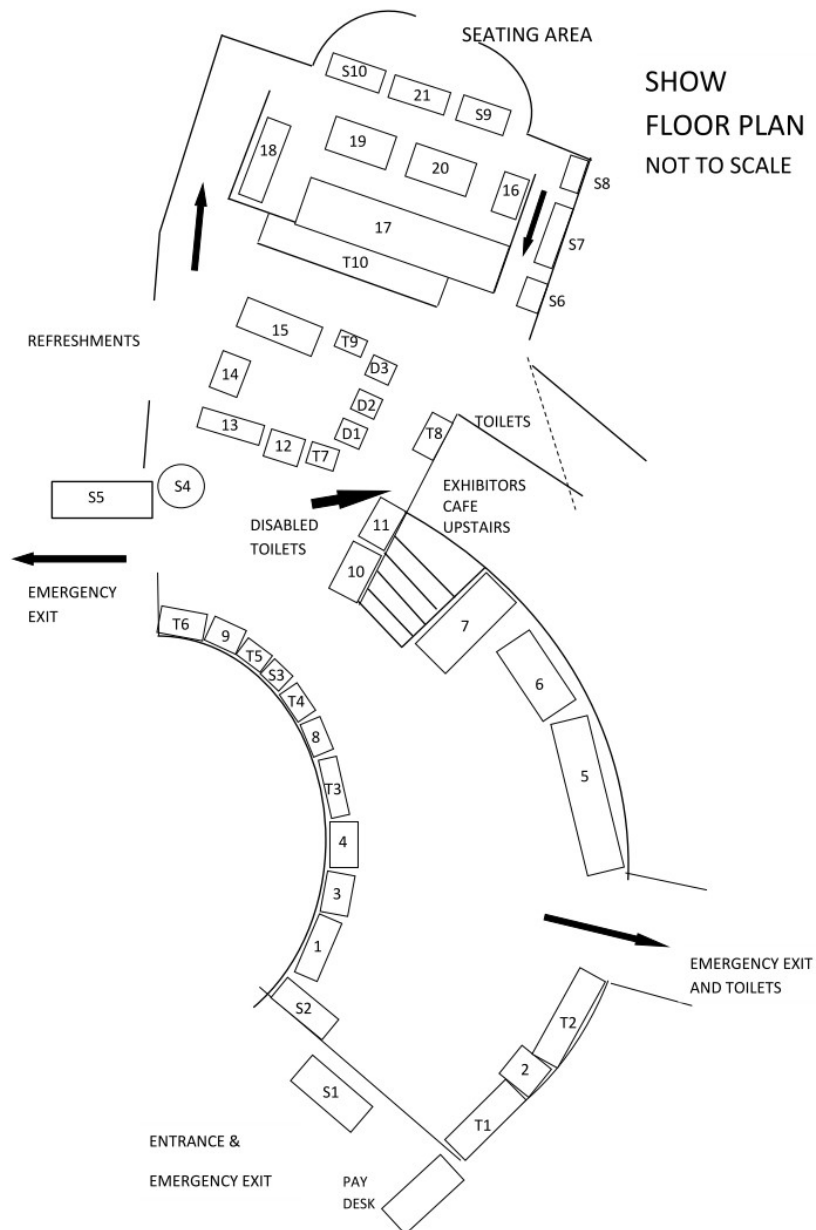 SEATING AREA
SHOW
FLOOR PLAN
NOT TO SCALE
S10
21
S9
19
20
18
16
S8
17
S7
T10
S6
REFRESHMENTS
15
T9
D3
14
D2
13
D1
T8
TOILETS
12
T7
S5
S4
EXHIBITORS
CAFE
UPSTAIRS
DISABLED
TOILETS
11
10
EMERGENCY
EXIT
7
T6
9
T5
S3
T4
8
6
T3
5
4
3
1
EMERGENCY EXIT
AND TOILETS
S2
T2
2
S1
T1
ENTRANCE &
EMERGENCY EXIT
PAY
DESK